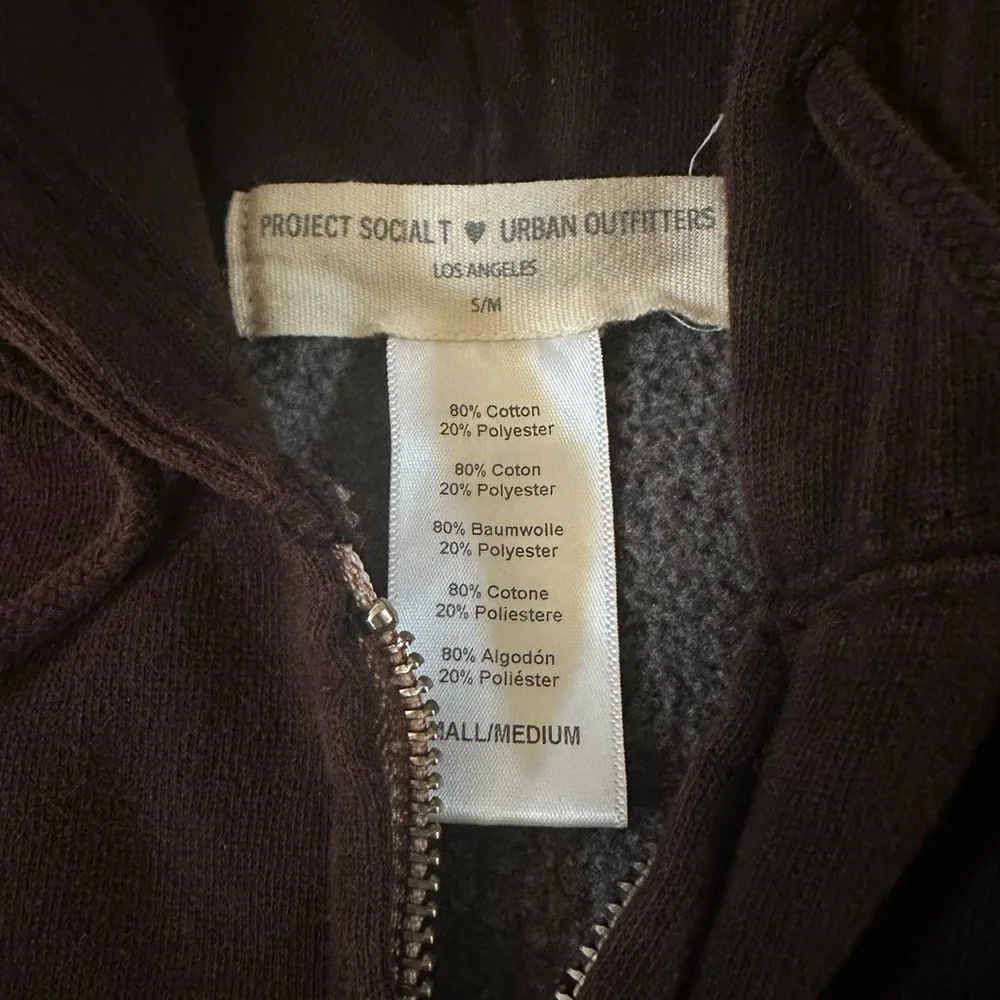 PROJECT SOCIAL T ♥ URBAN OUTFITTERS
LOS ANGELES
S/M
80% Cotton
20% Polyester
80% Coton
20% Polyester
80% Baumwolle
20% Polyester
80% Cotone
20% Poliestere
80% Algodón
20% Poliéster
MALL/MEDIUM